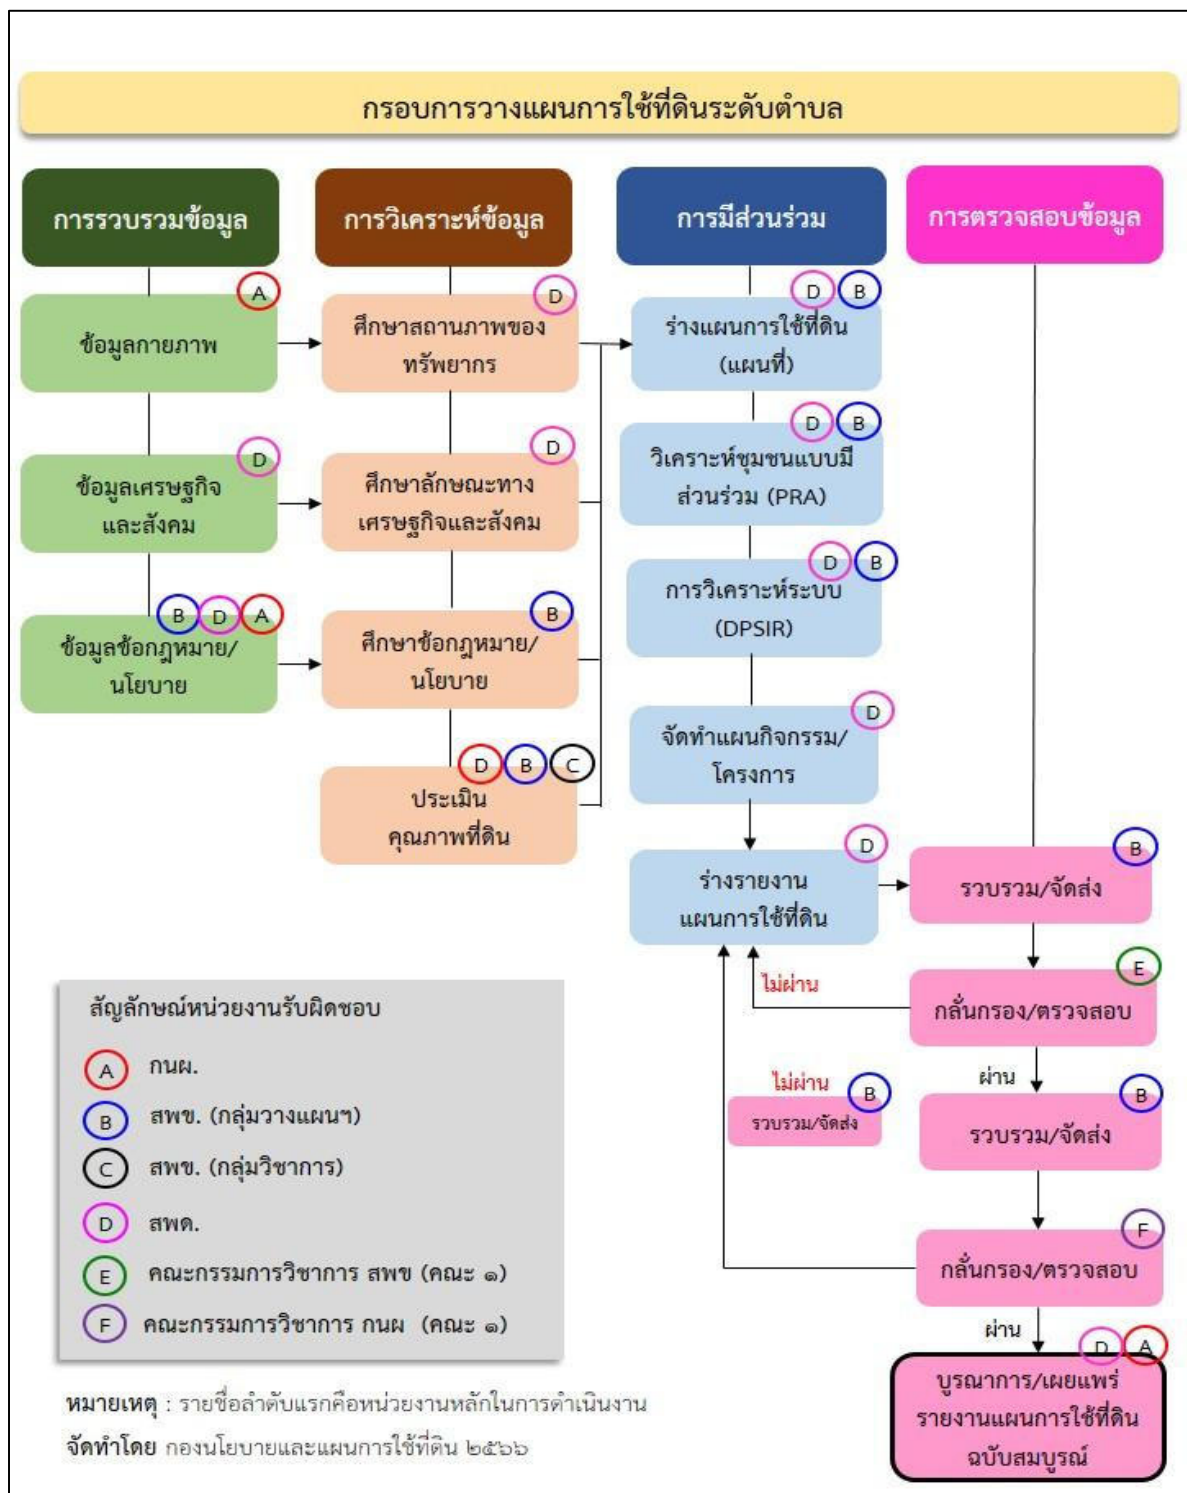 กรอบการวางแผนการใช้ที่ดินระดับตำบล
การรวบรวมข้อมูล
A
ข้อมูลกายภาพ
D
ข้อมูลเศรษฐกิจ
และสังคม
B D A
ข้อมูลข้อกฎหมาย/
นโยบาย
การวิเคราะห์ข้อมูล
D
ศึกษาสถานภาพของ
ทรัพยากร
D
ศึกษาลักษณะทาง
เศรษฐกิจและสังคม
B
ศึกษาข้อกฎหมาย/
นโยบาย
D B C
ประเมิน
คุณภาพที่ดิน
การมีส่วนร่วม
D B
ร่างแผนการใช้ที่ดิน
(แผนที่)
D B
วิเคราะห์ชุมชนแบบมี
ส่วนร่วม (PRA)
D B
การวิเคราะห์ระบบ
(DPSIR)
D
จัดทำแผนกิจกรรม/
โครงการ
D
ร่างรายงาน
แผนการใช้ที่ดิน
การตรวจสอบข้อมูล
B
รวบรวม/จัดส่ง
E
กลั่นกรอง/ตรวจสอบ
ไม่ผ่าน
ผ่าน
ไม่ผ่าน
B
รวบรวม/จัดส่ง
B
รวบรวม/จัดส่ง
F
กลั่นกรอง/ตรวจสอบ
ผ่าน
D A
บูรณาการ/เผยแพร่
รายงานแผนการใช้ที่ดิน
ฉบับสมบูรณ์
สัญลักษณ์หน่วยงานรับผิดชอบ
A กนผ.
B สพข. (กลุ่มวางแผนฯ)
C สพข. (กลุ่มวิชาการ)
D สพด.
E คณะกรรมการวิชาการ สพข (คณะ ๑)
F คณะกรรมการวิชาการ กนผ (คณะ ๑)
หมายเหตุ : รายชื่อลำดับแรกคือหน่วยงานหลักในการดำเนินงาน
จัดทำโดย กองนโยบายและแผนการใช้ที่ดิน ๒๕๖๖